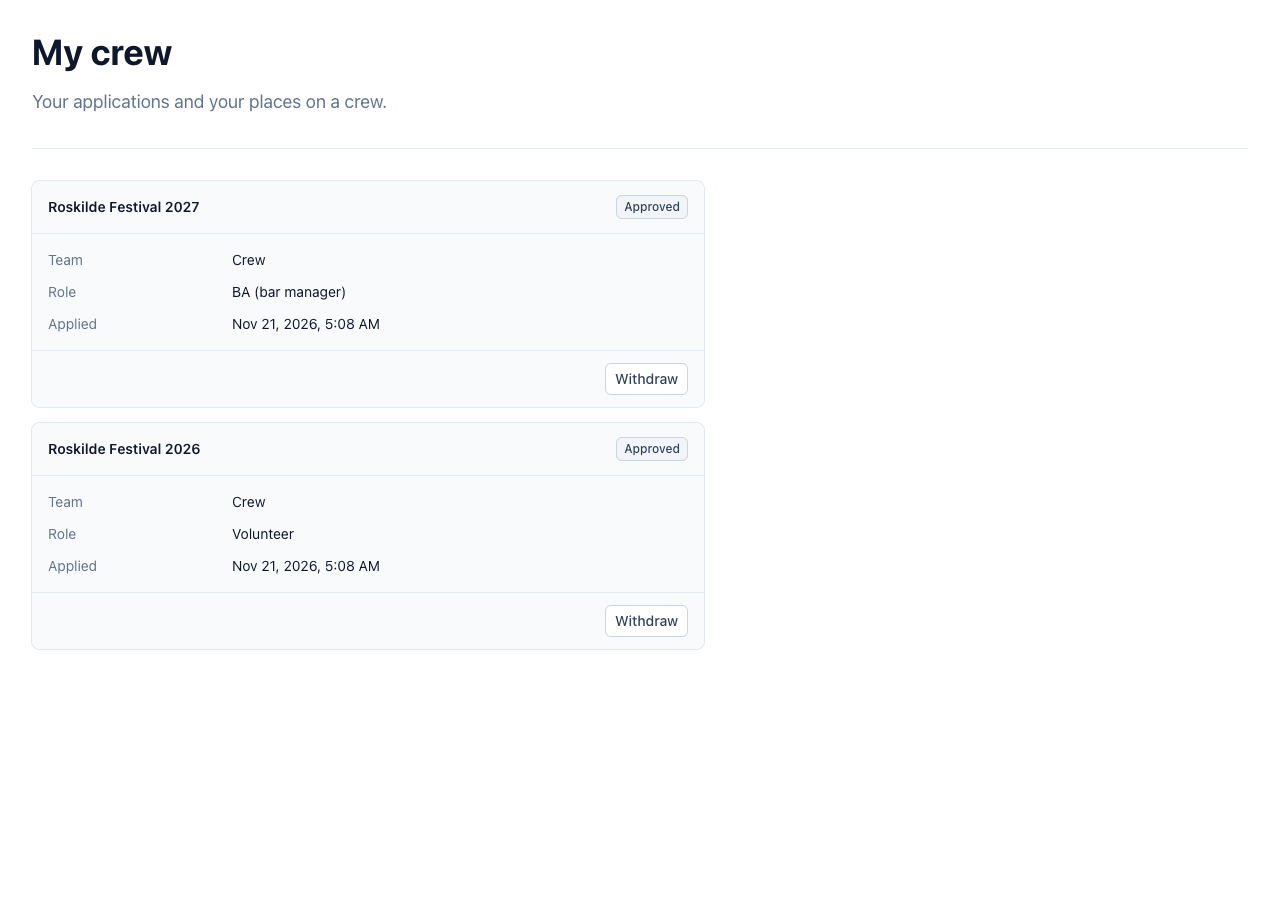 My crew
Your applications and your places on a crew.
Roskilde Festival 2027 Approved
Team Crew
Role BA (bar manager)
Applied Nov 21, 2026, 5:08 AM
Withdraw
Roskilde Festival 2026 Approved
Team Crew
Role Volunteer
Applied Nov 21, 2026, 5:08 AM
Withdraw